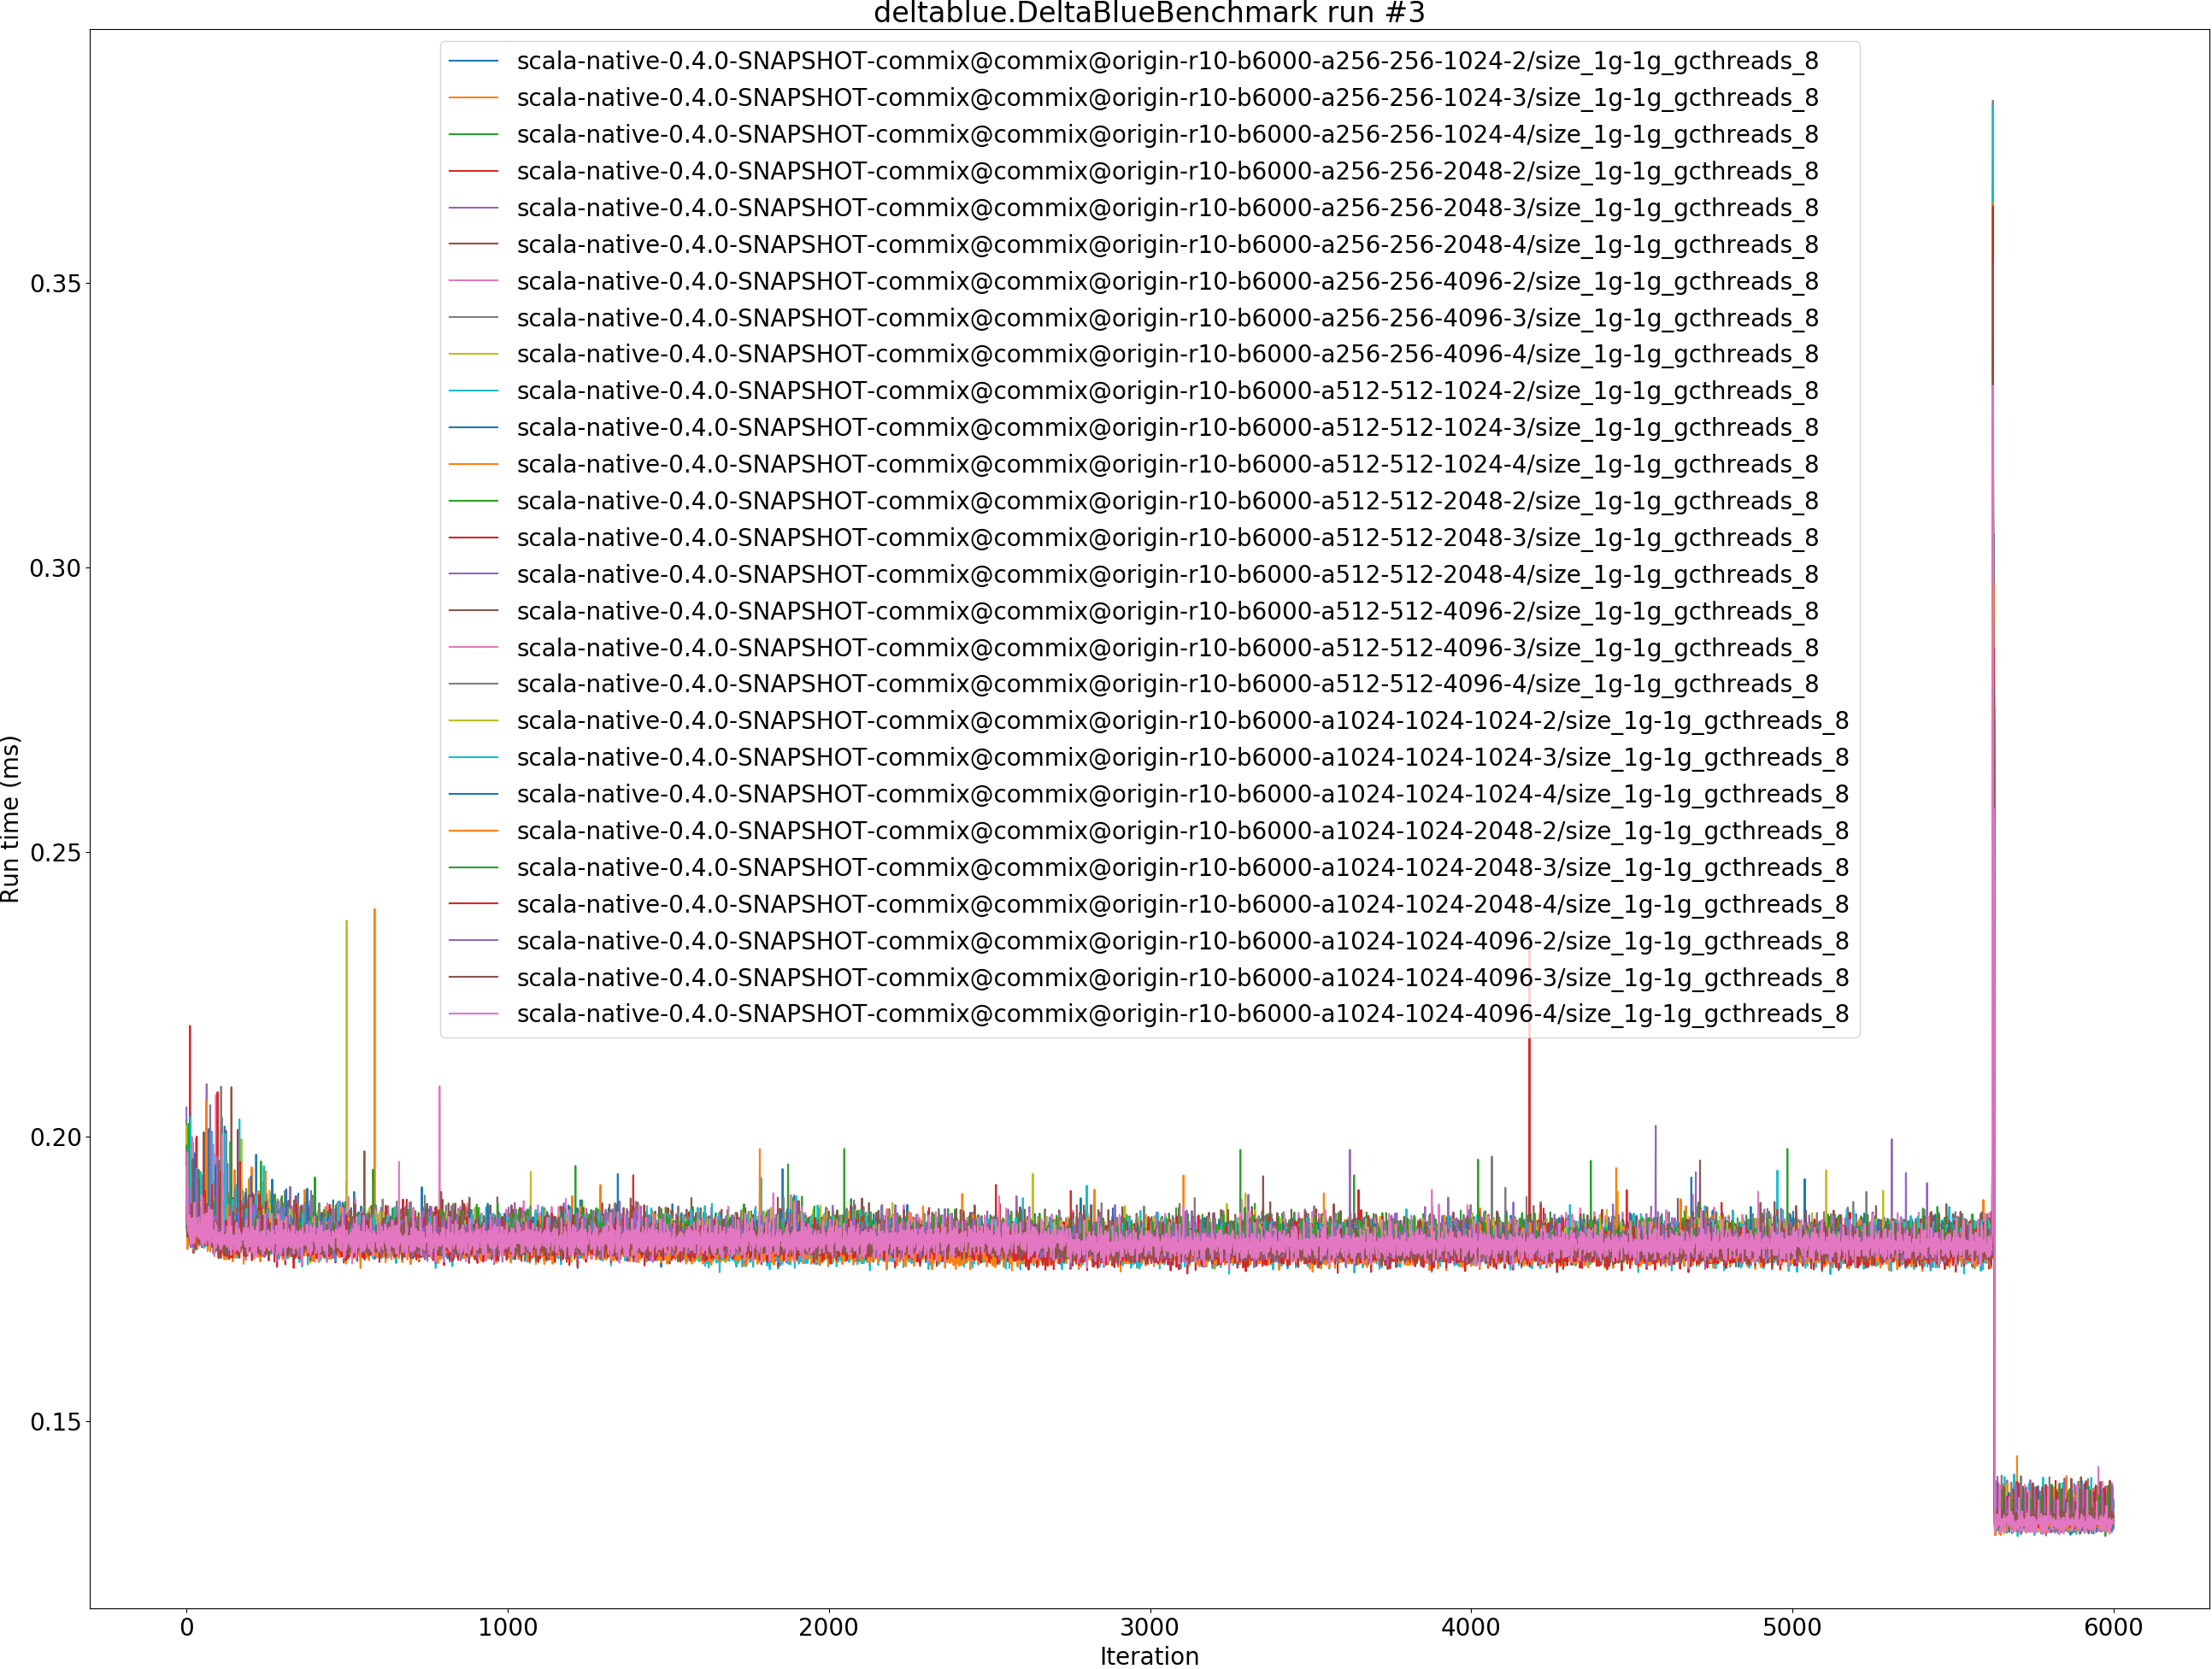 deltablue.DeltaBlueBenchmark run #3
scala-native-0.4.0-SNAPSHOT-commix@commix@origin-r10-b6000-a256-256-1024-2/size_1g-1g_gcthreads_8
scala-native-0.4.0-SNAPSHOT-commix@commix@origin-r10-b6000-a256-256-1024-3/size_1g-1g_gcthreads_8
scala-native-0.4.0-SNAPSHOT-commix@commix@origin-r10-b6000-a256-256-1024-4/size_1g-1g_gcthreads_8
scala-native-0.4.0-SNAPSHOT-commix@commix@origin-r10-b6000-a256-256-2048-2/size_1g-1g_gcthreads_8
scala-native-0.4.0-SNAPSHOT-commix@commix@origin-r10-b6000-a256-256-2048-3/size_1g-1g_gcthreads_8
scala-native-0.4.0-SNAPSHOT-commix@commix@origin-r10-b6000-a256-256-2048-4/size_1g-1g_gcthreads_8
scala-native-0.4.0-SNAPSHOT-commix@commix@origin-r10-b6000-a256-256-4096-2/size_1g-1g_gcthreads_8
scala-native-0.4.0-SNAPSHOT-commix@commix@origin-r10-b6000-a256-256-4096-3/size_1g-1g_gcthreads_8
scala-native-0.4.0-SNAPSHOT-commix@commix@origin-r10-b6000-a256-256-4096-4/size_1g-1g_gcthreads_8
scala-native-0.4.0-SNAPSHOT-commix@commix@origin-r10-b6000-a512-512-1024-2/size_1g-1g_gcthreads_8
scala-native-0.4.0-SNAPSHOT-commix@commix@origin-r10-b6000-a512-512-1024-3/size_1g-1g_gcthreads_8
scala-native-0.4.0-SNAPSHOT-commix@commix@origin-r10-b6000-a512-512-1024-4/size_1g-1g_gcthreads_8
scala-native-0.4.0-SNAPSHOT-commix@commix@origin-r10-b6000-a512-512-2048-2/size_1g-1g_gcthreads_8
scala-native-0.4.0-SNAPSHOT-commix@commix@origin-r10-b6000-a512-512-2048-3/size_1g-1g_gcthreads_8
scala-native-0.4.0-SNAPSHOT-commix@commix@origin-r10-b6000-a512-512-2048-4/size_1g-1g_gcthreads_8
scala-native-0.4.0-SNAPSHOT-commix@commix@origin-r10-b6000-a512-512-4096-2/size_1g-1g_gcthreads_8
scala-native-0.4.0-SNAPSHOT-commix@commix@origin-r10-b6000-a512-512-4096-3/size_1g-1g_gcthreads_8
scala-native-0.4.0-SNAPSHOT-commix@commix@origin-r10-b6000-a512-512-4096-4/size_1g-1g_gcthreads_8
scala-native-0.4.0-SNAPSHOT-commix@commix@origin-r10-b6000-a1024-1024-1024-2/size_1g-1g_gcthreads_8
scala-native-0.4.0-SNAPSHOT-commix@commix@origin-r10-b6000-a1024-1024-1024-3/size_1g-1g_gcthreads_8
scala-native-0.4.0-SNAPSHOT-commix@commix@origin-r10-b6000-a1024-1024-1024-4/size_1g-1g_gcthreads_8
scala-native-0.4.0-SNAPSHOT-commix@commix@origin-r10-b6000-a1024-1024-2048-2/size_1g-1g_gcthreads_8
scala-native-0.4.0-SNAPSHOT-commix@commix@origin-r10-b6000-a1024-1024-2048-3/size_1g-1g_gcthreads_8
scala-native-0.4.0-SNAPSHOT-commix@commix@origin-r10-b6000-a1024-1024-2048-4/size_1g-1g_gcthreads_8
scala-native-0.4.0-SNAPSHOT-commix@commix@origin-r10-b6000-a1024-1024-4096-2/size_1g-1g_gcthreads_8
scala-native-0.4.0-SNAPSHOT-commix@commix@origin-r10-b6000-a1024-1024-4096-3/size_1g-1g_gcthreads_8
scala-native-0.4.0-SNAPSHOT-commix@commix@origin-r10-b6000-a1024-1024-4096-4/size_1g-1g_gcthreads_8
0.35
0.30
0.25
0.20
0.15
Run time (ms)
0 1000 2000 3000 4000 5000 6000
Iteration